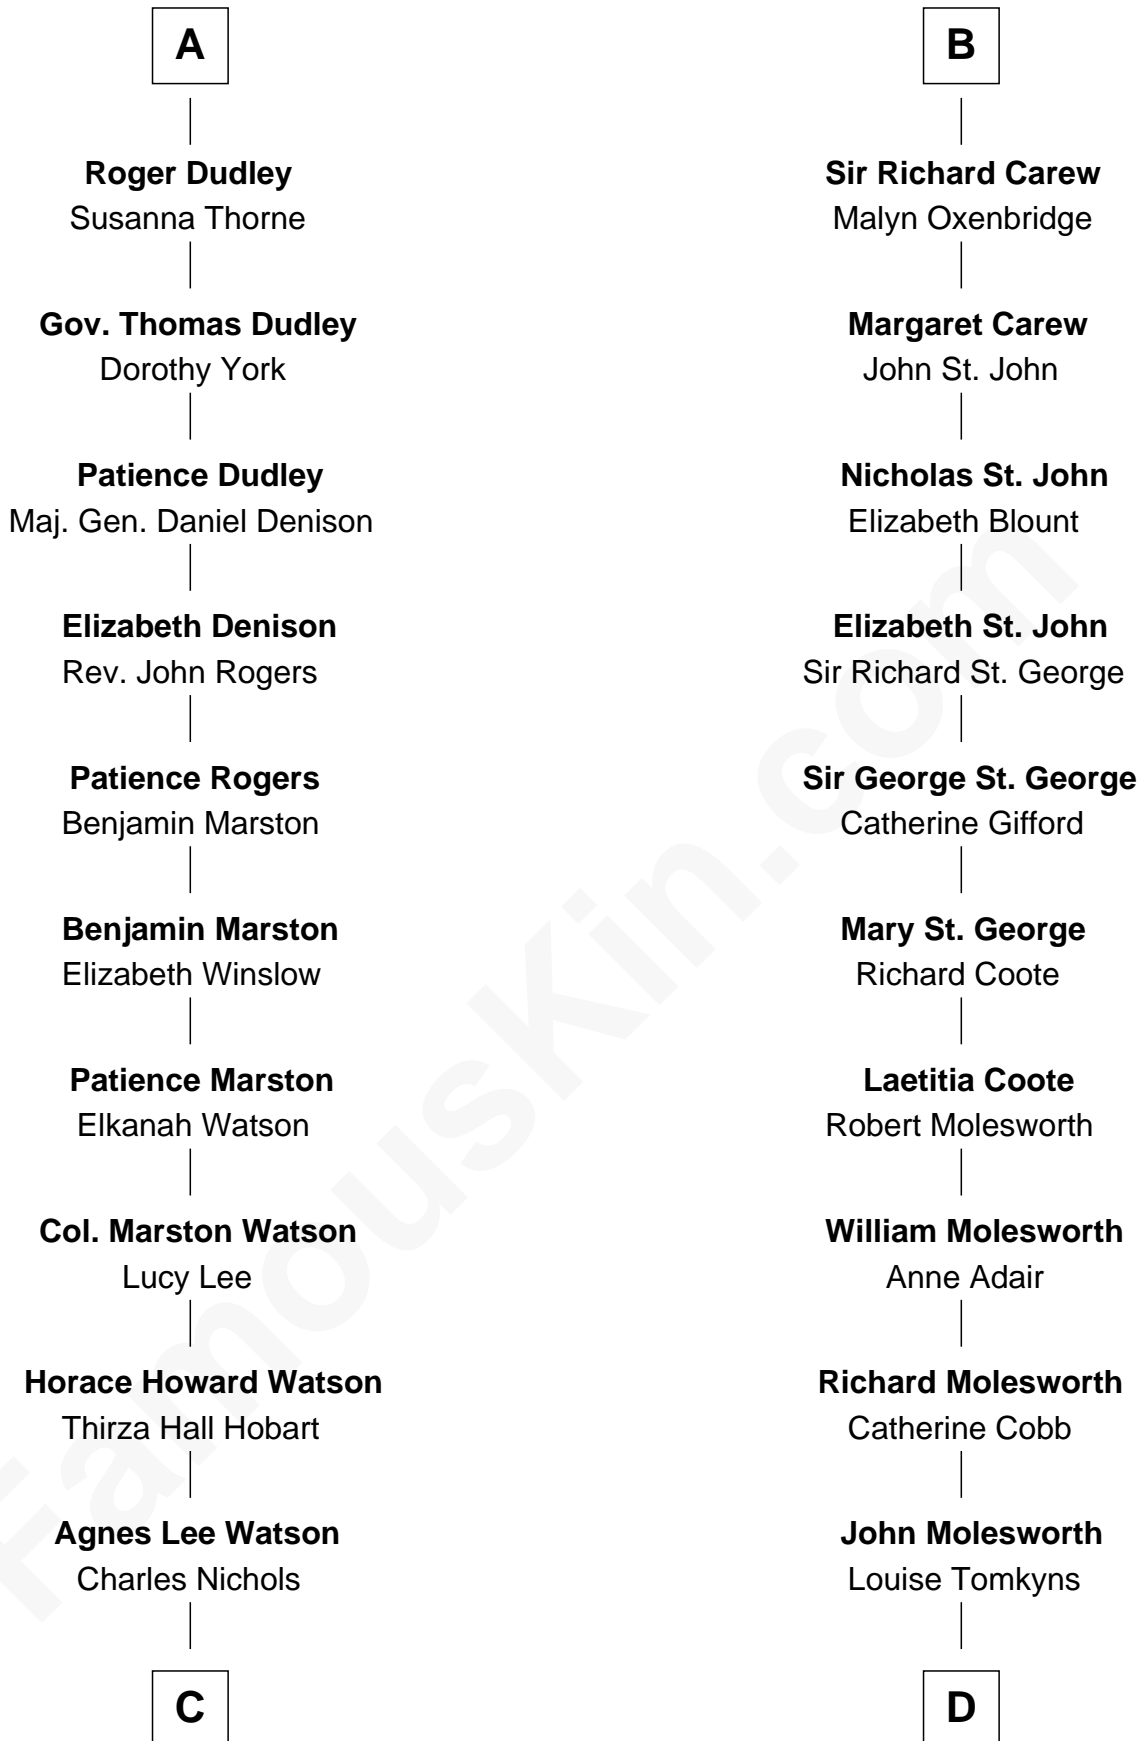 A
Roger Dudley
Susanna Thorne
Gov. Thomas Dudley
Dorothy York
Patience Dudley
Maj. Gen. Daniel Denison
Elizabeth Denison
Rev. John Rogers
Patience Rogers
Benjamin Marston
Benjamin Marston
Elizabeth Winslow
Patience Marston
Elkanah Watson
Col. Marston Watson
Lucy Lee
Horace Howard Watson
Thirza Hall Hobart
Agnes Lee Watson
Charles Nichols
C
B
Sir Richard Carew
Malyn Oxenbridge
Margaret Carew
John St. John
Nicholas St. John
Elizabeth Blount
Elizabeth St. John
Sir Richard St. George
Sir George St. George
Catherine Gifford
Mary St. George
Richard Coote
Laetitia Coote
Robert Molesworth
William Molesworth
Anne Adair
Richard Molesworth
Catherine Cobb
John Molesworth
Louise Tomkyns
D
FamousKin.com